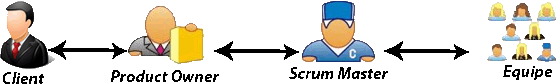 Client
Product Owner
Scrum Master
Equipe
C